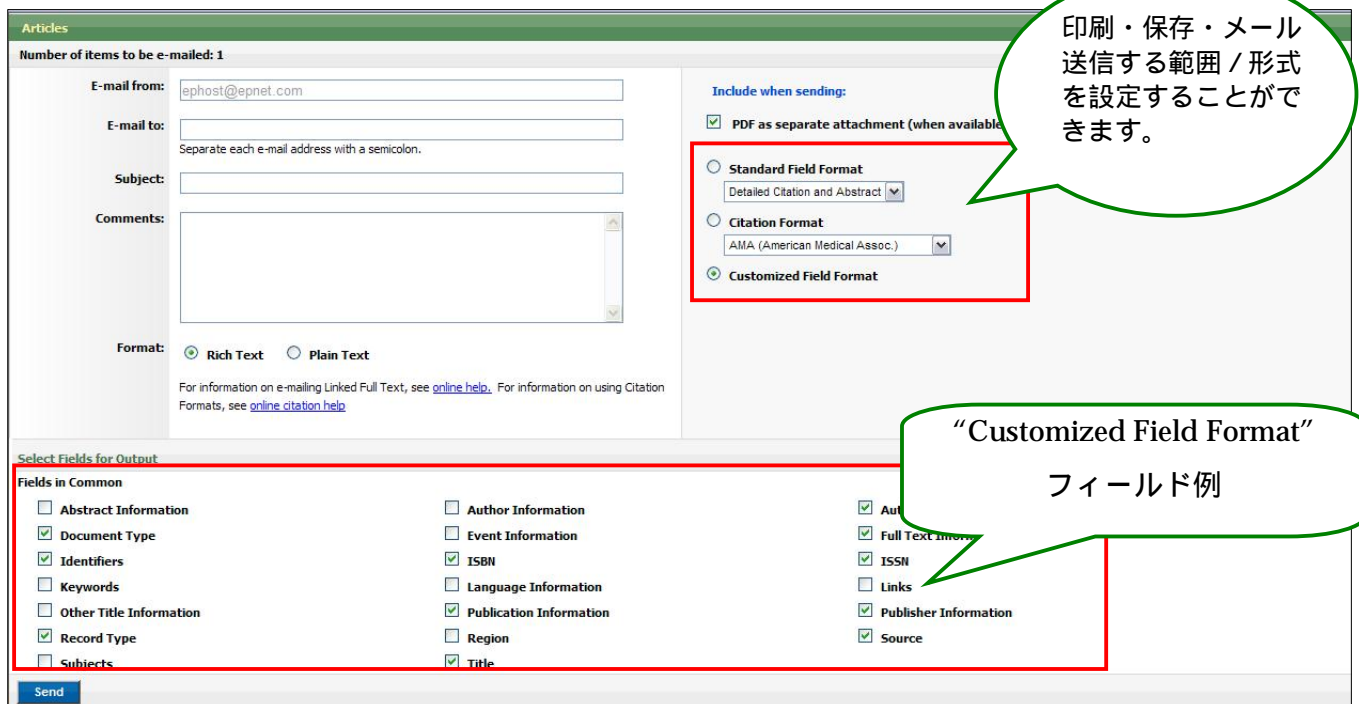 Articles
Number of items to be e-mailed: 1
E-mail from:
ephost@epnet.com
E-mail to:
Separate each e-mail address with a semicolon.
Subject:
Comments:
Format:
Rich Text
Plain Text
For information on e-mailing Linked Full Text, see online help. For information on using Citation
Formats, see online citation help
Include when sending:
PDF as separate attachment (when available
Standard Field Format
Detailed Citation and Abstract
Citation Format
AMA (American Medical Assoc.)
Customized Field Format
印刷・保存・メール
送信する範囲 / 形式
を設定することがで
きます。
"Customized Field Format"
フィールド例
Select Fields for Output
Fields in Common
Abstract Information
Author Information
Document Type
Event Information
Full Text
Identifiers
ISBN
ISSN
Keywords
Language Information
Links
Other Title Information
Publication Information
Publisher Information
Record Type
Region
Source
Subjects
Title
Send